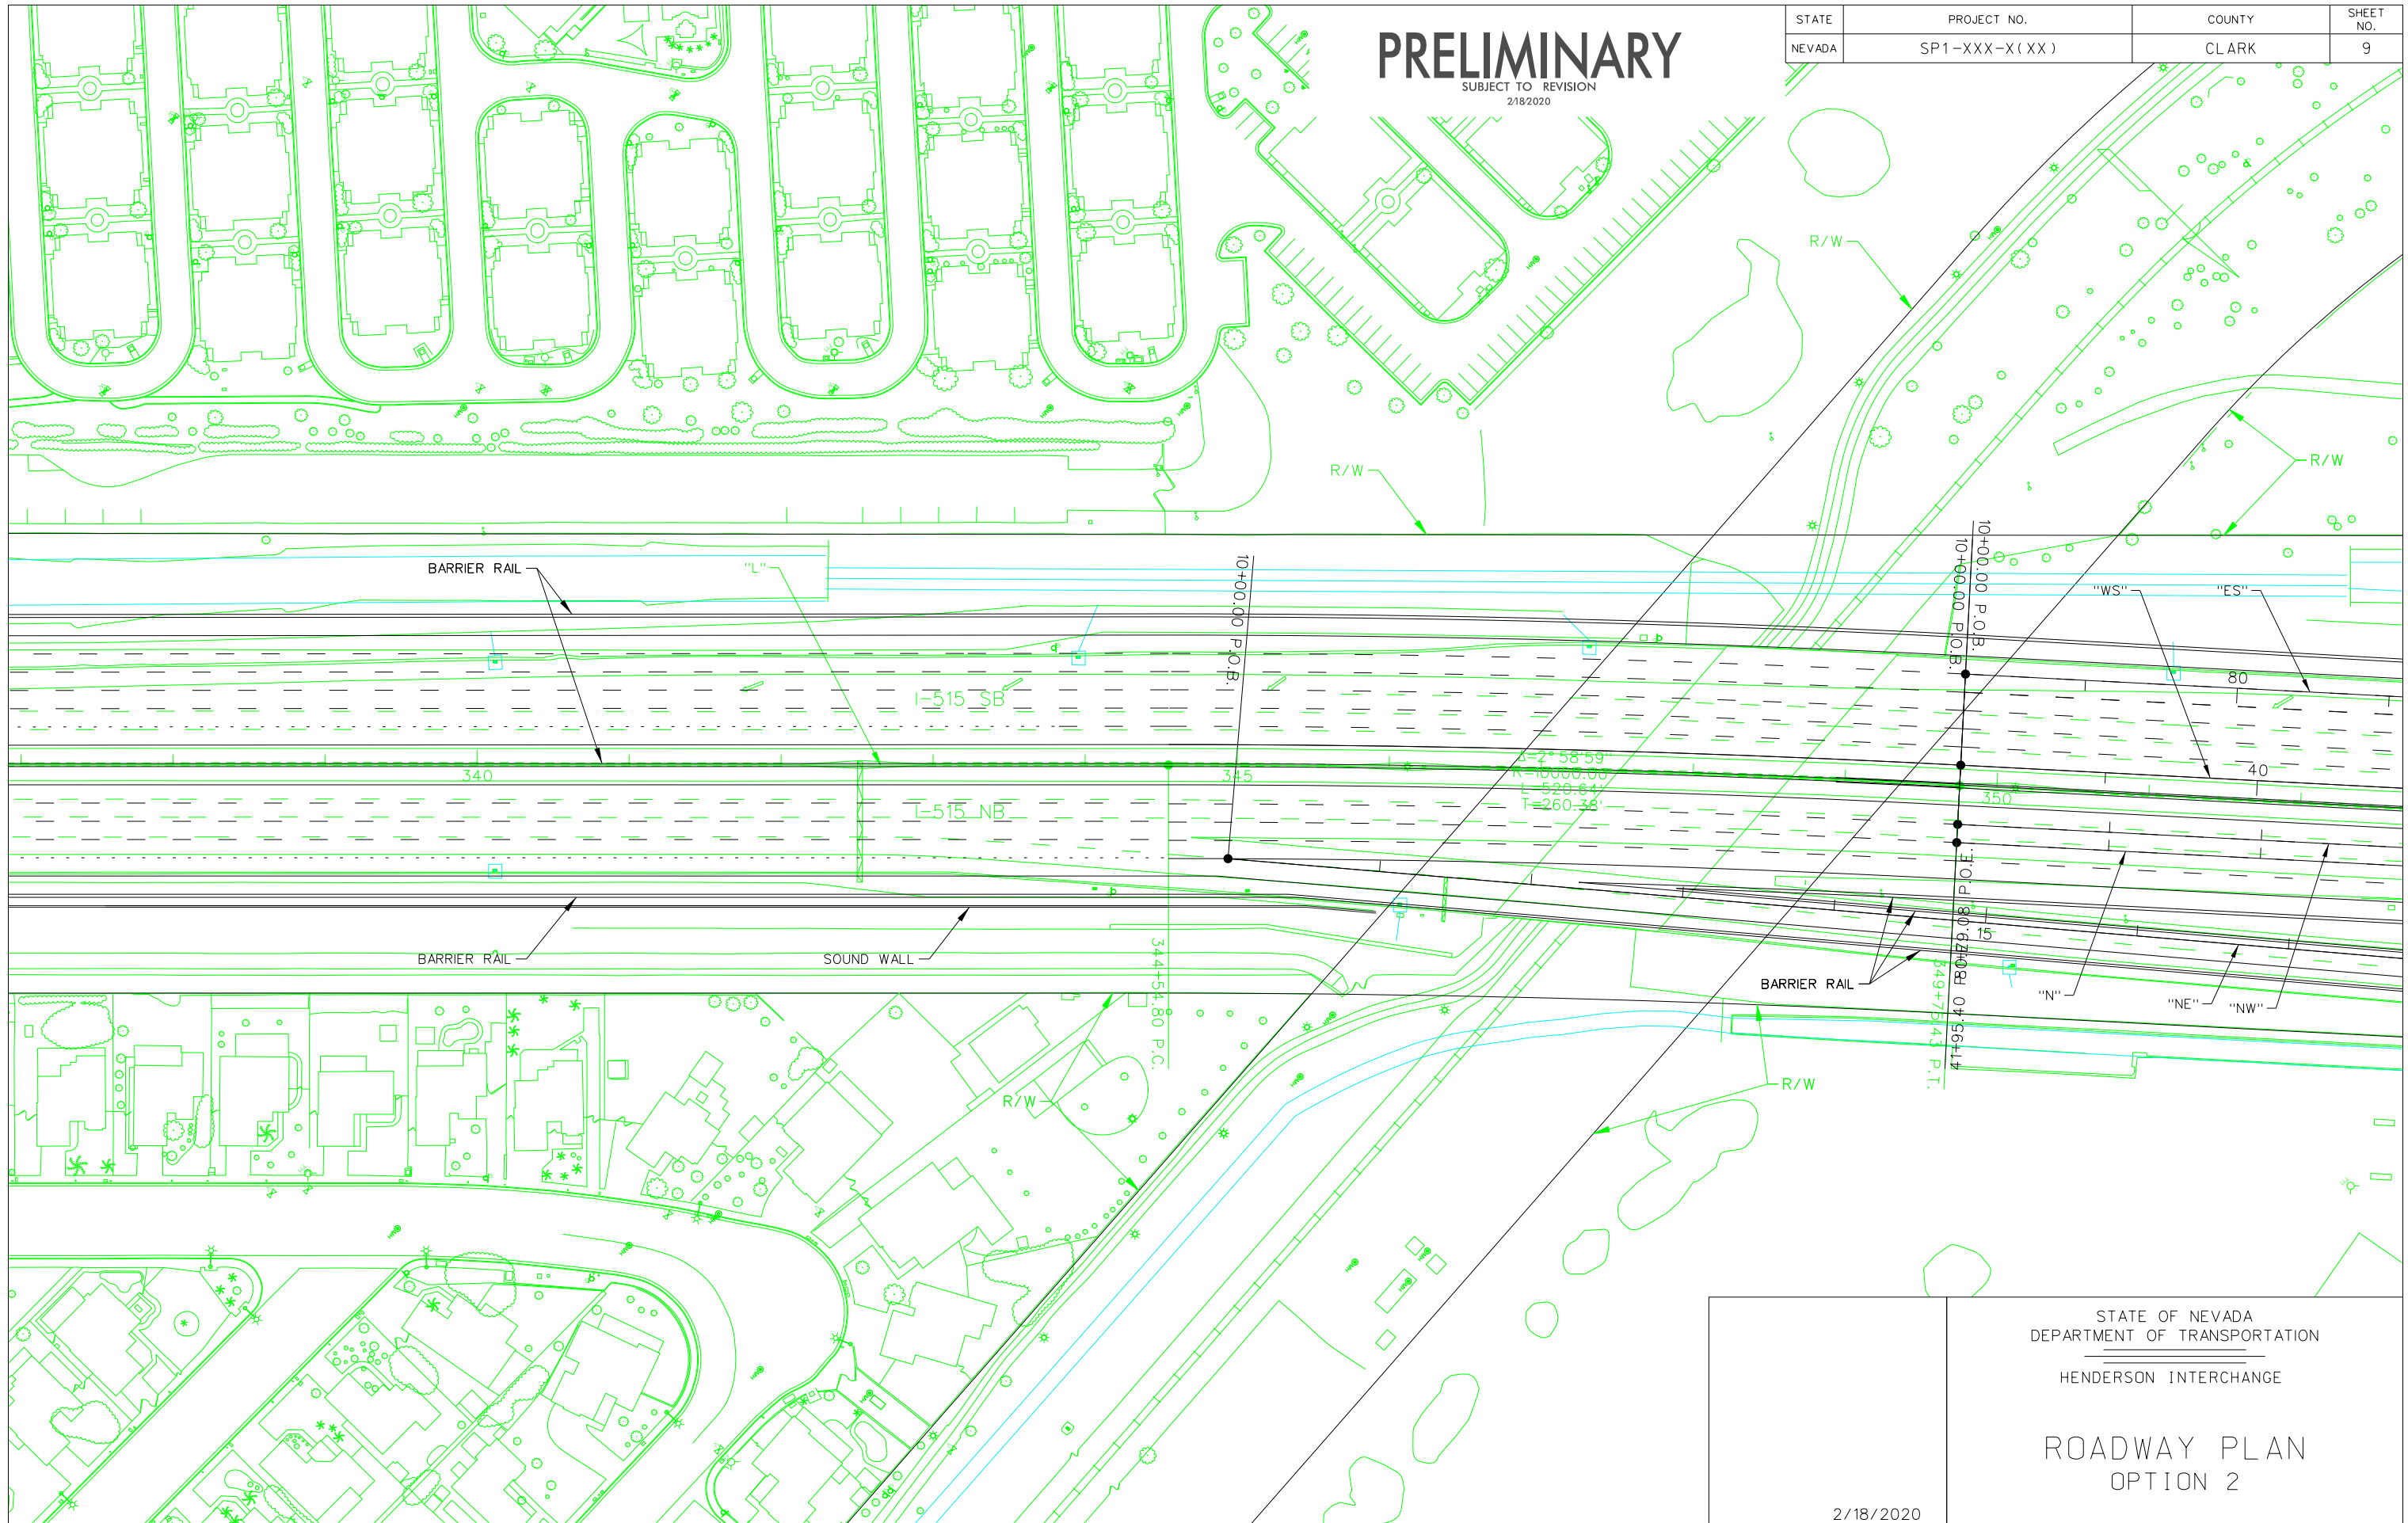 PRELIMINARY
SUBJECT TO REVISION
2/18/2020
STATE
PROJECT NO.
COUNTY
SHEET
NO.
NEVADA
SP1-XXX-X(XX)
CLARK
9
R/W
R/W
R/W
BARRIER RAIL
"L"
10+00.00 P.O.B.
10+00.00 P.O.B.
10+00.00 P.O.B.
"WS"
"ES"
80
I-515 SB
340
345
Δ=2°58'59"
R=10000.00'
L=520.64'
T=260.38'
350
40
I-515 NB
15
BARRIER RAIL
SOUND WALL
344+54.80 P.C.
BARRIER RAIL
349+75.43 P.T.
"N"
"NE"
"NW"
R/W
R/W
STATE OF NEVADA
DEPARTMENT OF TRANSPORTATION
HENDERSON INTERCHANGE
ROADWAY PLAN
OPTION 2
2/18/2020